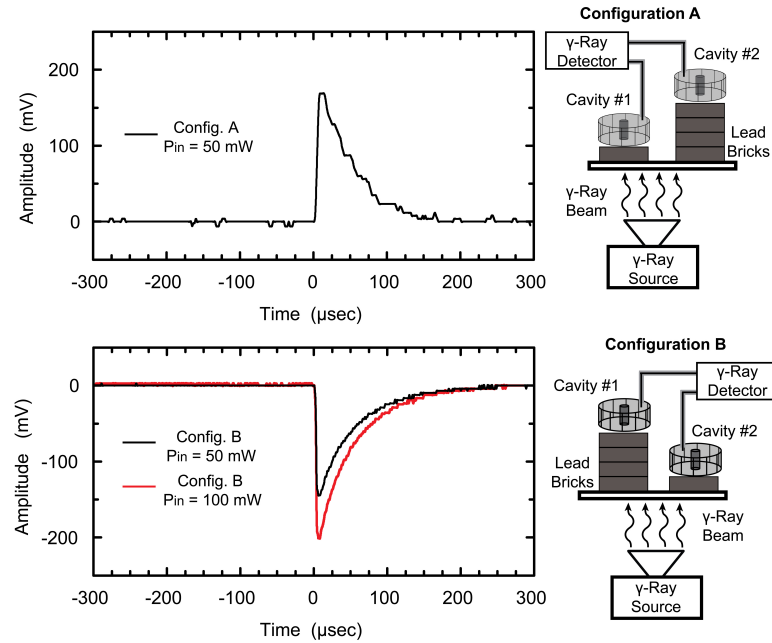 Configuration A
γ-Ray
Detector
Cavity #2
Cavity #1
Lead
Bricks
γ-Ray
Beam
γ-Ray
Source
Amplitude (mV)
200
100
0
-300
-200
-100
0
100
200
300
Time (μsec)
Config. A
Pin = 50 mW
Configuration B
Cavity #1
γ-Ray
Detector
Cavity #2
Lead
Bricks
γ-Ray
Beam
γ-Ray
Source
Amplitude (mV)
0
-100
-200
-300
-200
-100
0
100
200
300
Time (μsec)
Config. B
Pin = 50 mW
Config. B
Pin = 100 mW